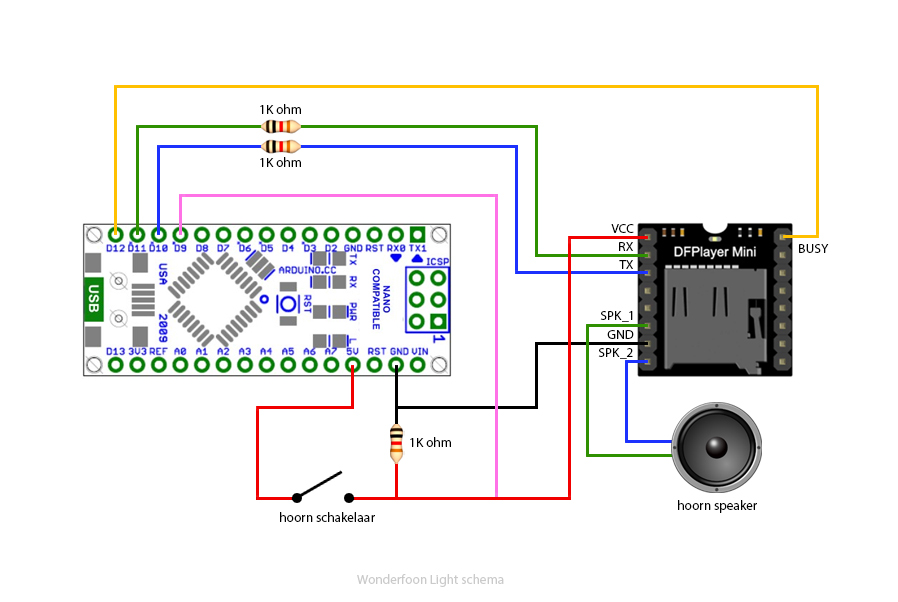 1K ohm
1K ohm
D12 D11 D10 D9 D8 D7 D6 D5 D4 D3 D2 GND RST RX0 TX1
VCC
RX
TX
DFPlayer Mini
BUSY
USB
USA
2009
ARDUINO.CC
RST
TX
RX
PWR
L
NANO
COMPATIBLE
ICSP
1
SPK_1
GND
SPK_2
D13 3V3 REF A0 A1 A2 A3 A4 A5 A6 A7 5V RST GND VIN
1K ohm
hoorn schakelaar
hoorn speaker
Wonderfoon Light schema